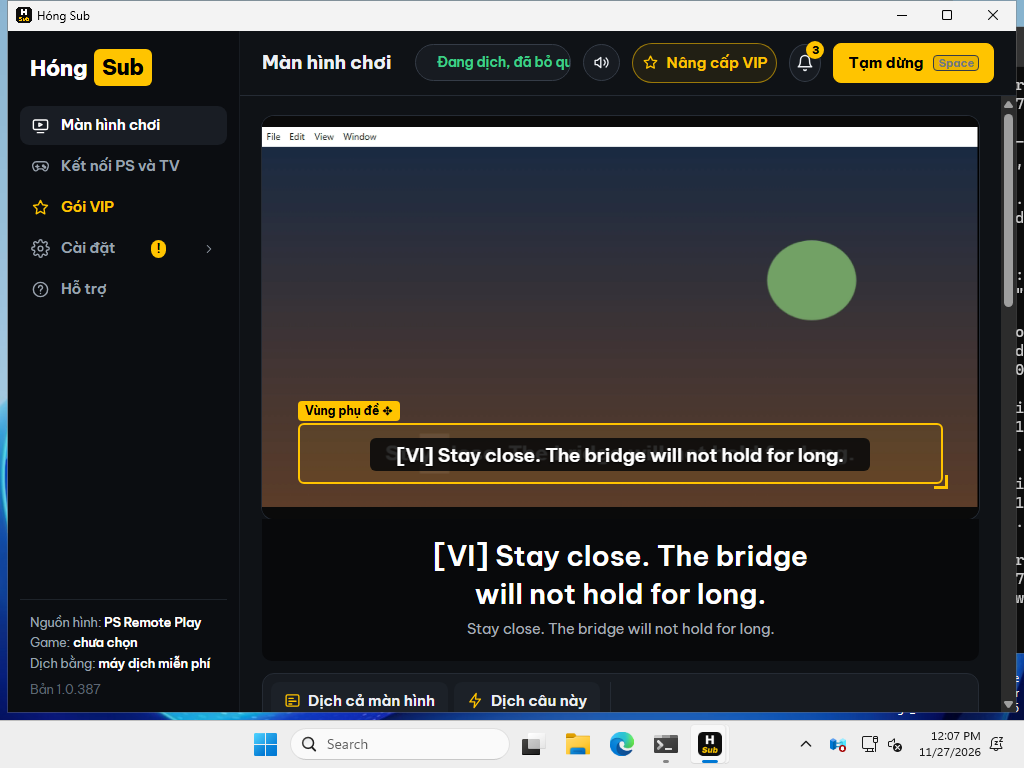 Hóng Sub
Hóng Sub
Màn hình chơi
Kết nối PS và TV
Gói VIP
Cài đặt !
Hỗ trợ
Nguồn hình: PS Remote Play
Game: chưa chọn
Dịch bằng: máy dịch miễn phí
Bản 1.0.387
Màn hình chơi
Đang dịch, đã bỏ
Nâng cấp VIP
3
Tạm dừng Space
File Edit View Window
Vùng phụ đề
[VI] Stay close. The bridge will not hold for long.
[VI] Stay close. The bridge
will not hold for long.
Stay close. The bridge will not hold for long.
Dịch cả màn hình
Dịch câu này
Search
H
Sub
12:07 PM
11/27/2026